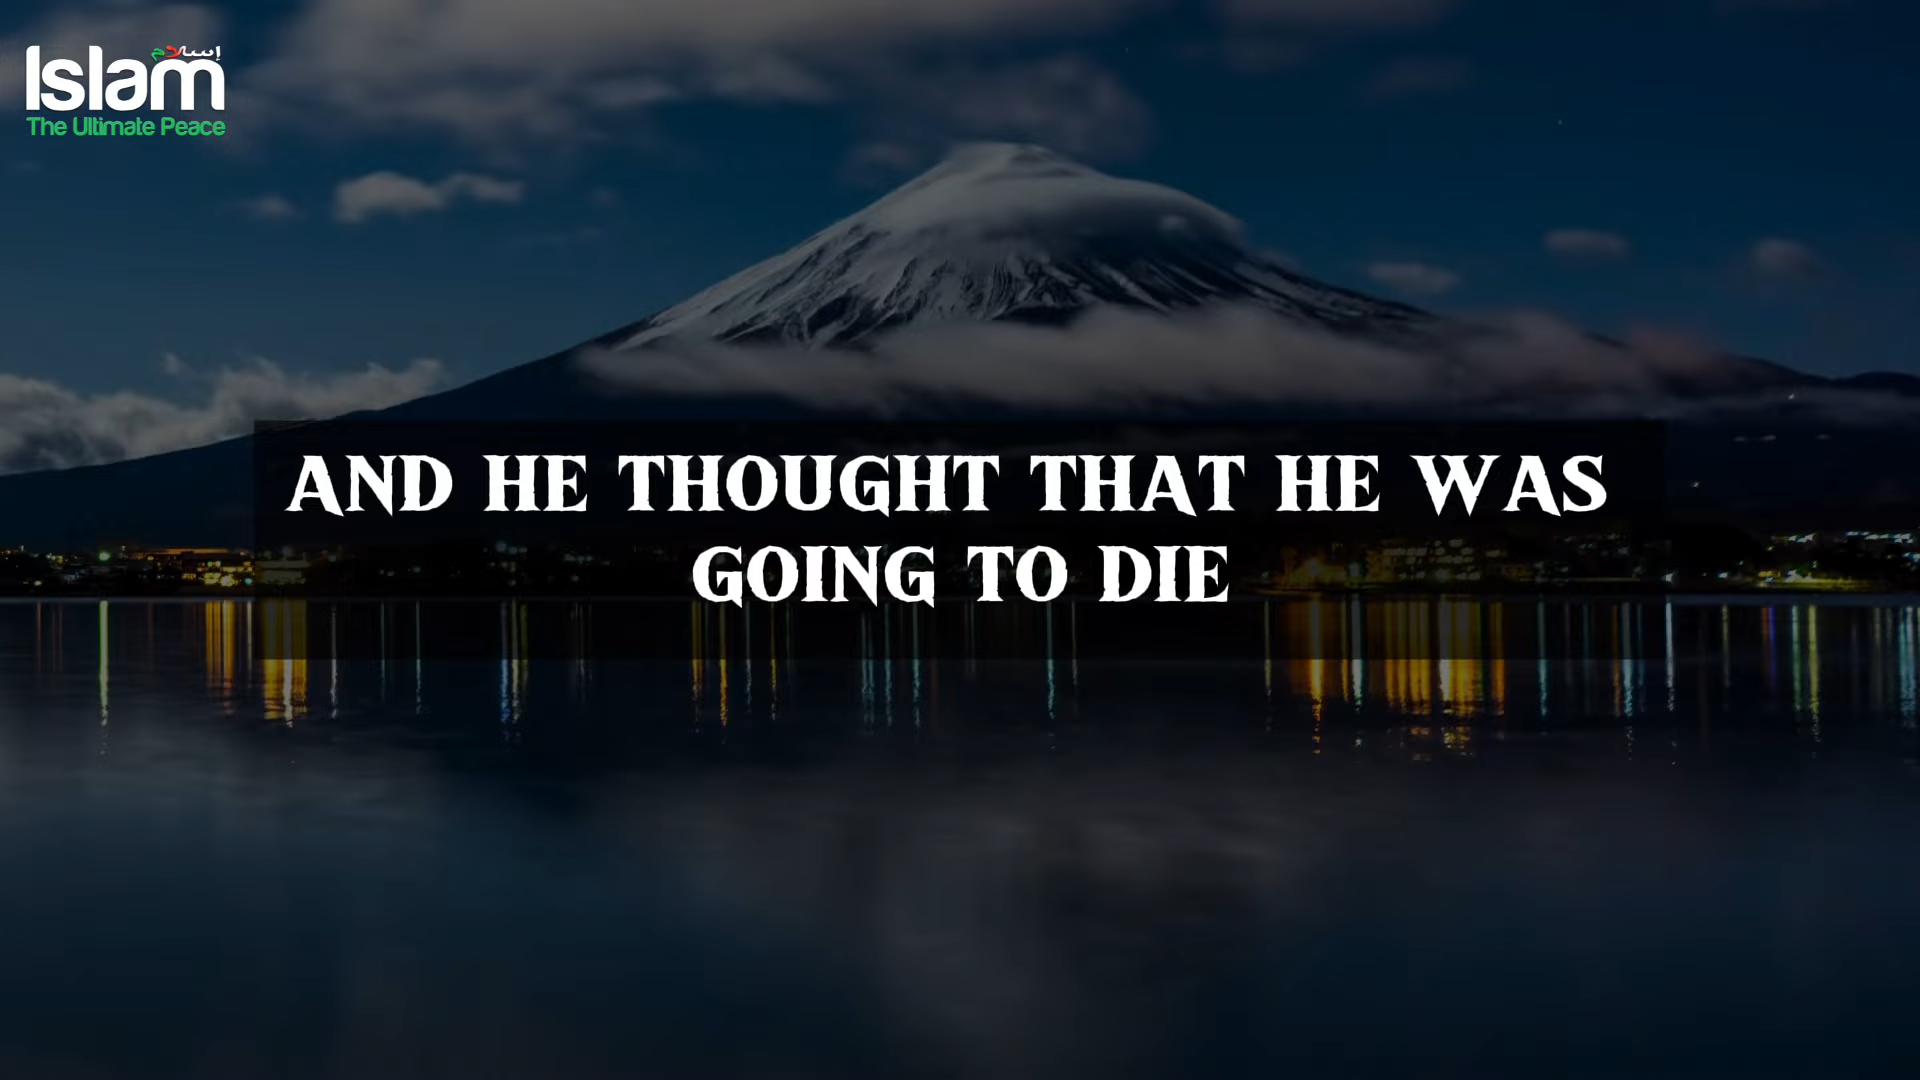 إسلام
Islam
The Ultimate Peace
AND HE THOUGHT THAT HE WAS
GOING TO DIE